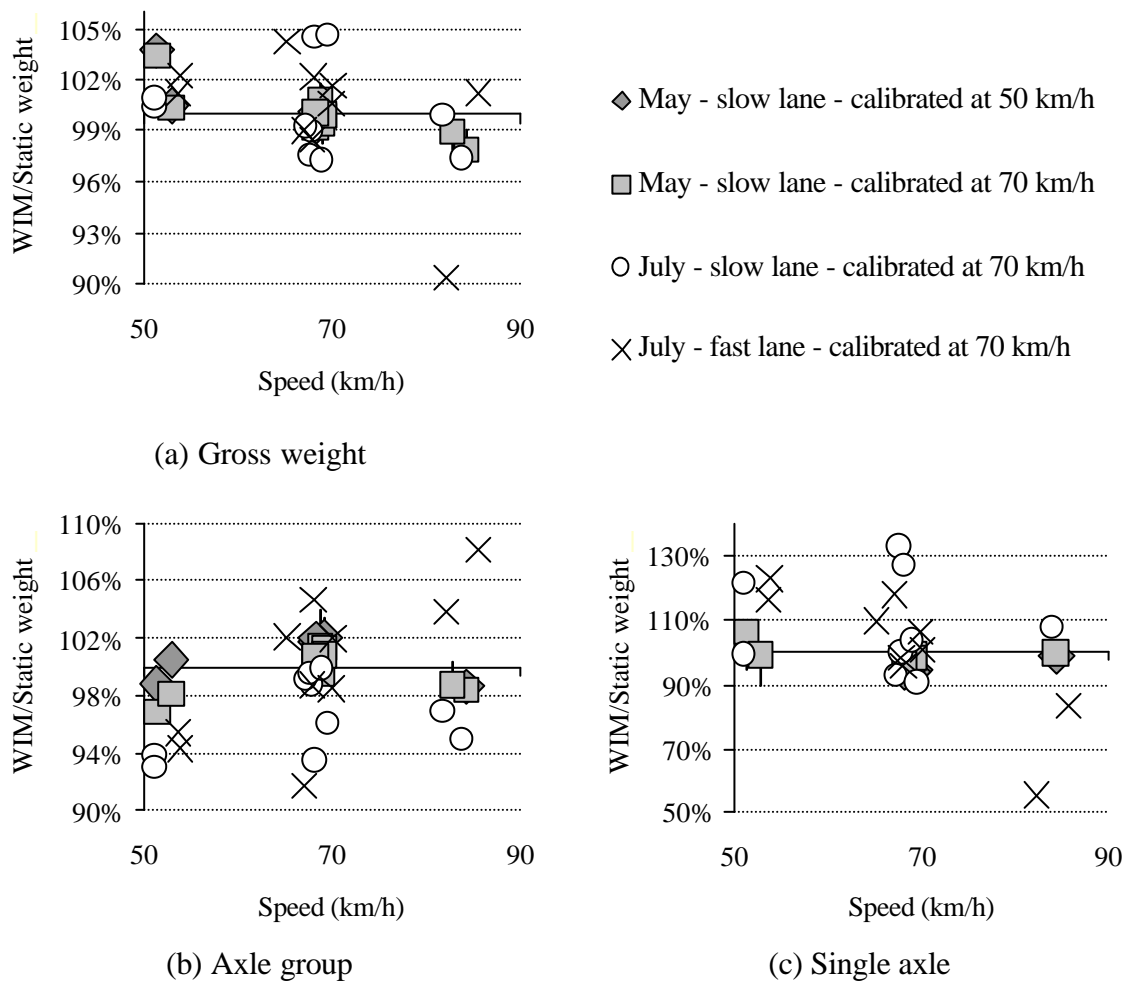 WIM/Static weight
105%
102%
99%
96%
93%
90%
50
70
90
Speed (km/h)
(a) Gross weight
May - slow lane - calibrated at 50 km/h
May - slow lane - calibrated at 70 km/h
July - slow lane - calibrated at 70 km/h
July - fast lane - calibrated at 70 km/h
WIM/Static weight
110%
106%
102%
98%
94%
90%
50
70
90
Speed (km/h)
(b) Axle group
WIM/Static weight
130%
110%
90%
70%
50%
50
70
90
Speed (km/h)
(c) Single axle